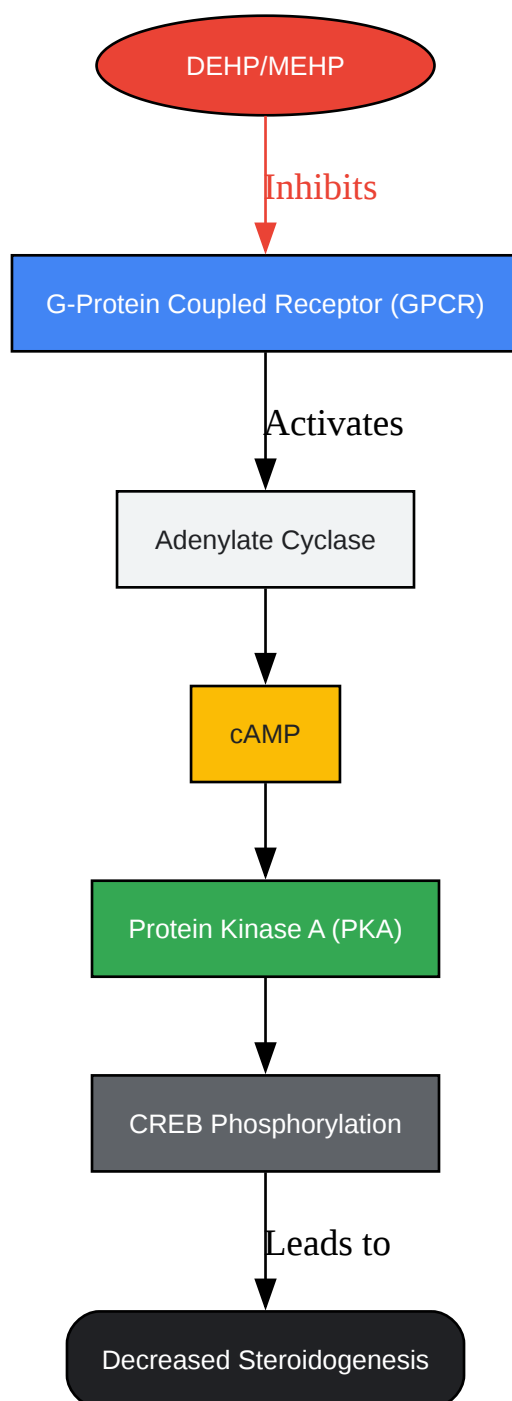 DEHP/MEHP
Inhibits
G-Protein Coupled Receptor (GPCR)
Activates
Adenylate Cyclase
cAMP
Protein Kinase A (PKA)
CREB Phosphorylation
Leads to
Decreased Steroidogenesis